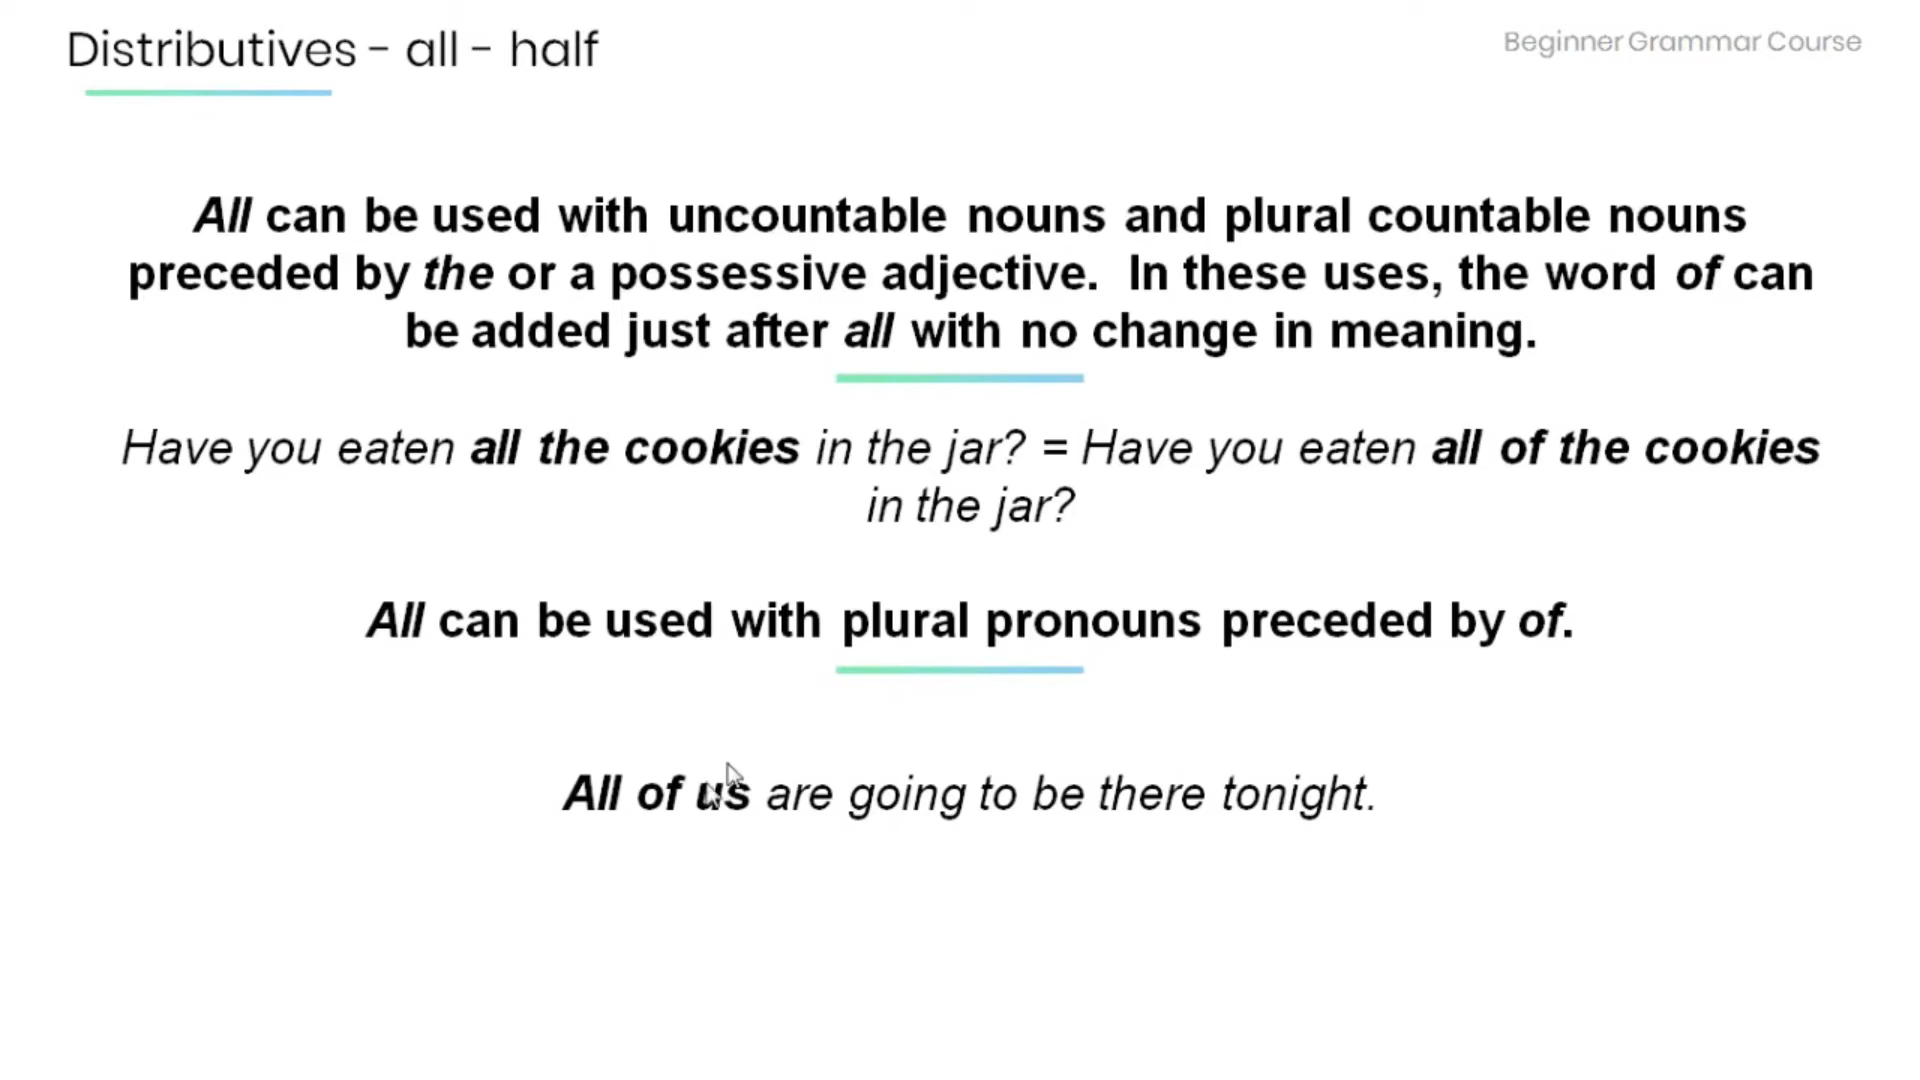 Distributives - all - half
Beginner Grammar Course
All can be used with uncountable nouns and plural countable nouns
preceded by the or a possessive adjective. In these uses, the word of can
be added just after all with no change in meaning.
Have you eaten all the cookies in the jar? = Have you eaten all of the cookies
in the jar?
All can be used with plural pronouns preceded by of.
All of us are going to be there tonight.